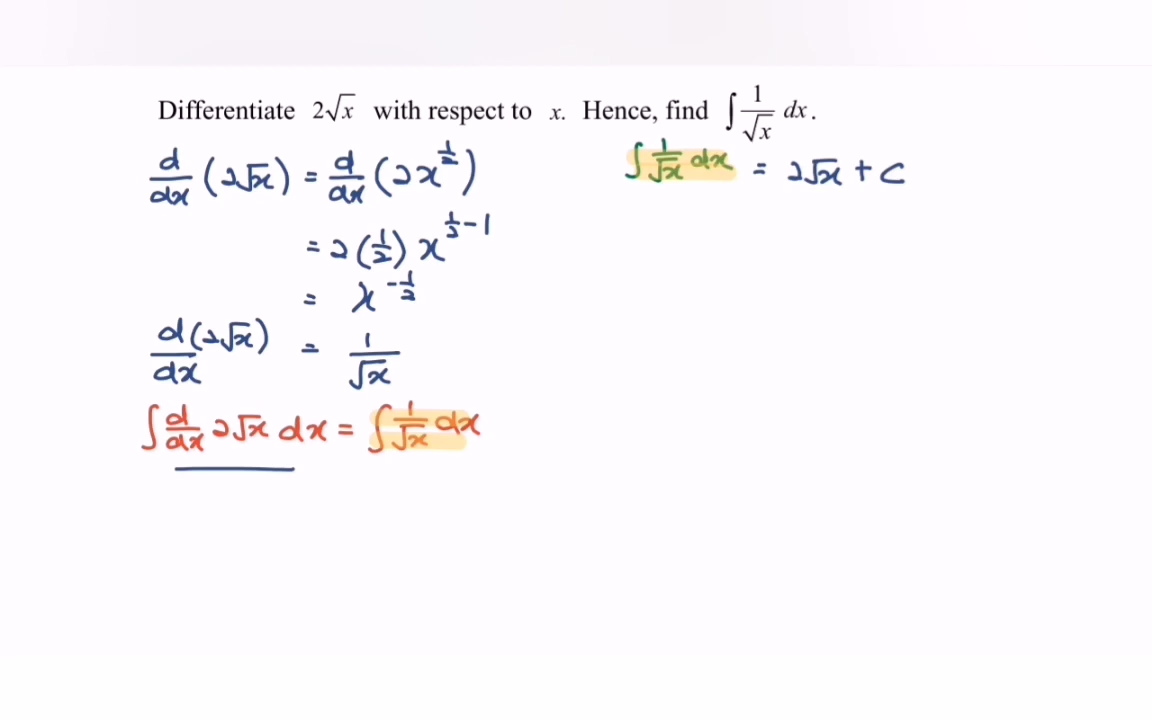 Differentiate 2√x with respect to x. Hence, find ∫ 1/√x dx.
d/dx (2√x) = d/dx (2x^(1/2))
= 2(1/2) x^(1/2 - 1)
= x^(-1/2)
d(2√x)/dx = 1/√x
∫ d/dx 2√x dx = ∫ 1/√x dx
∫ 1/√x dx = 2√x + C